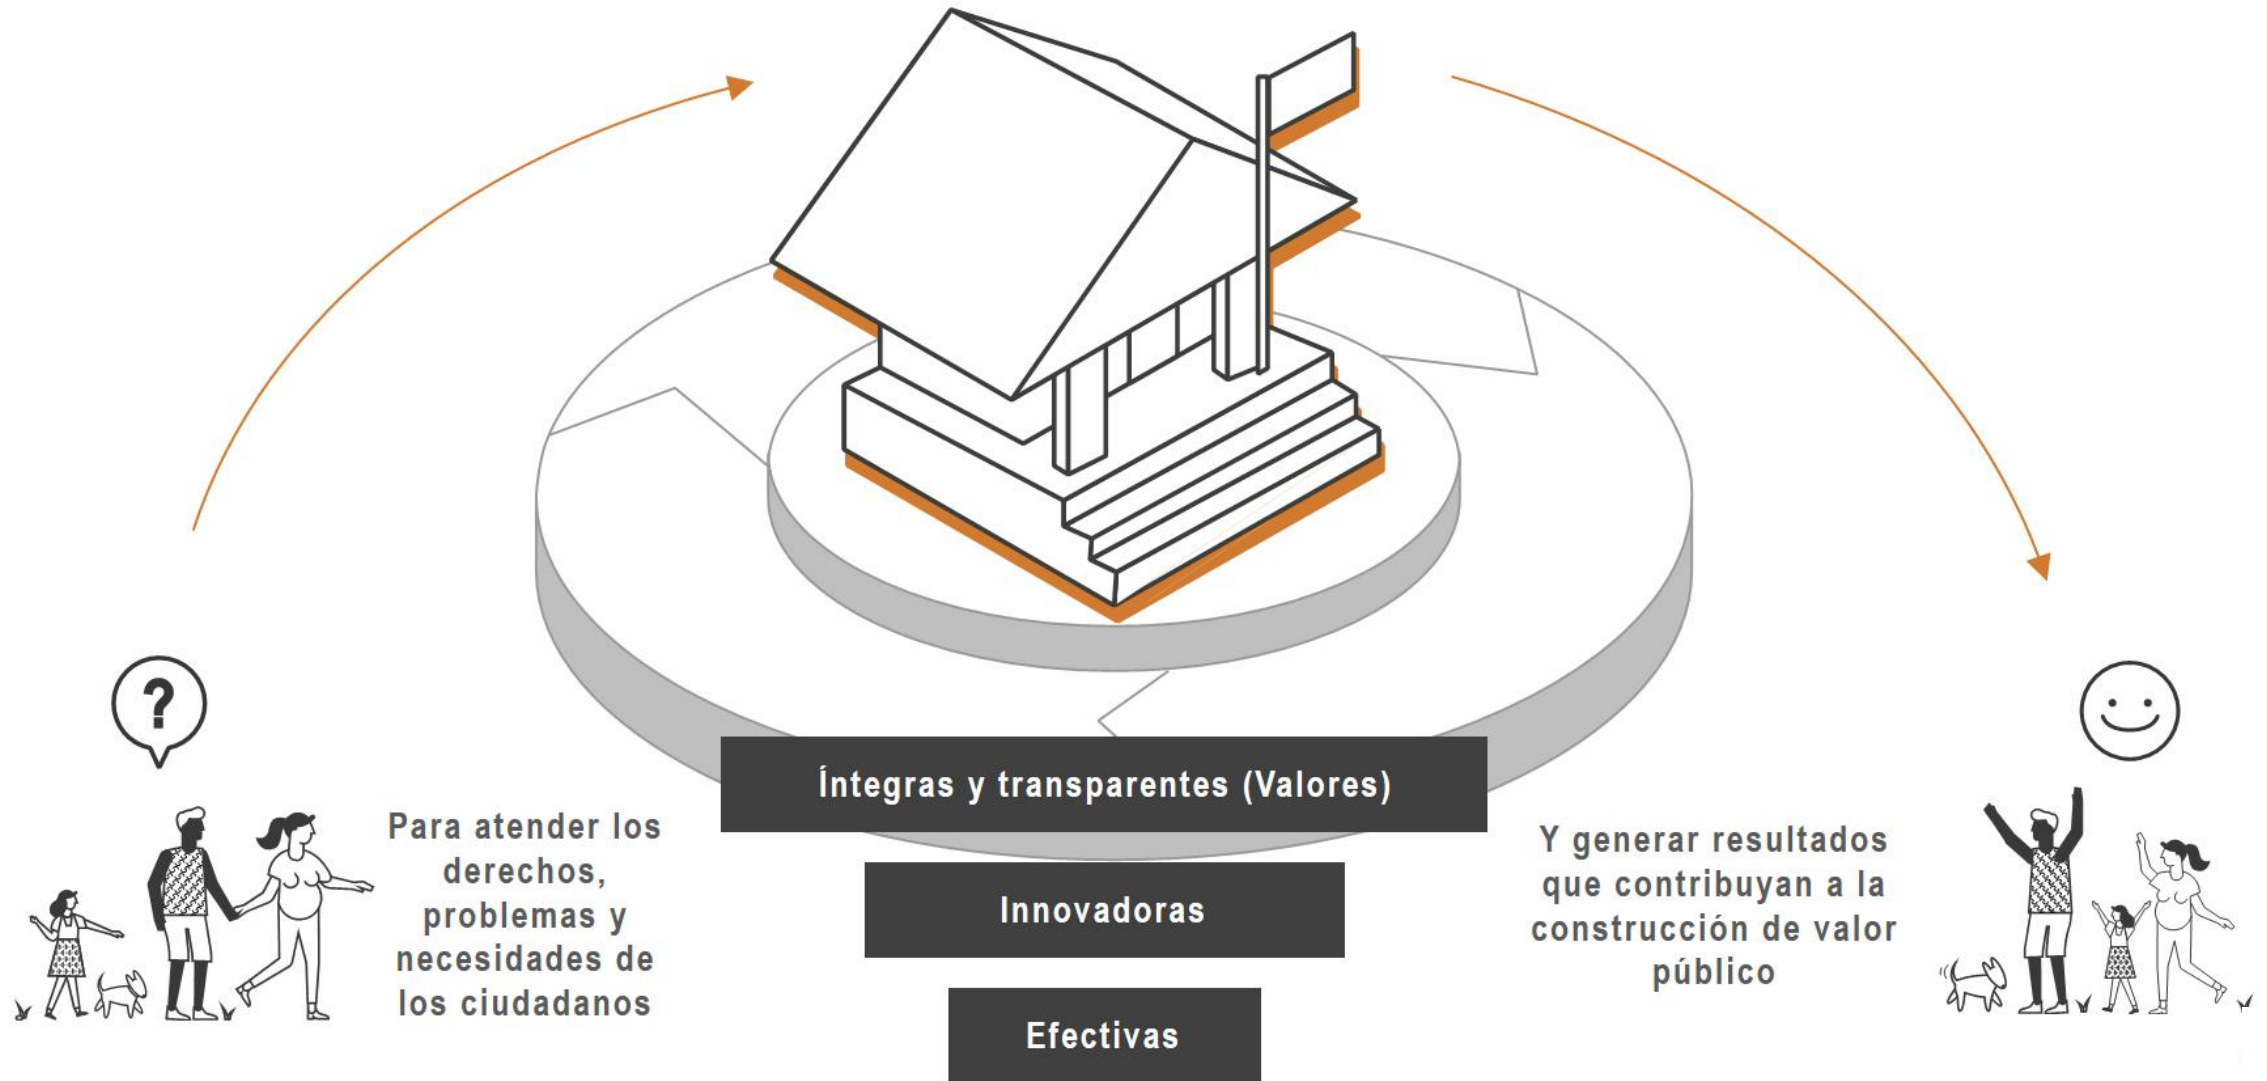 ?
Para atender los
derechos,
problemas y
necesidades de
los ciudadanos
Íntegras y transparentes (Valores)
Innovadoras
Efectivas
Y generar resultados
que contribuyan a la
construcción de valor
público